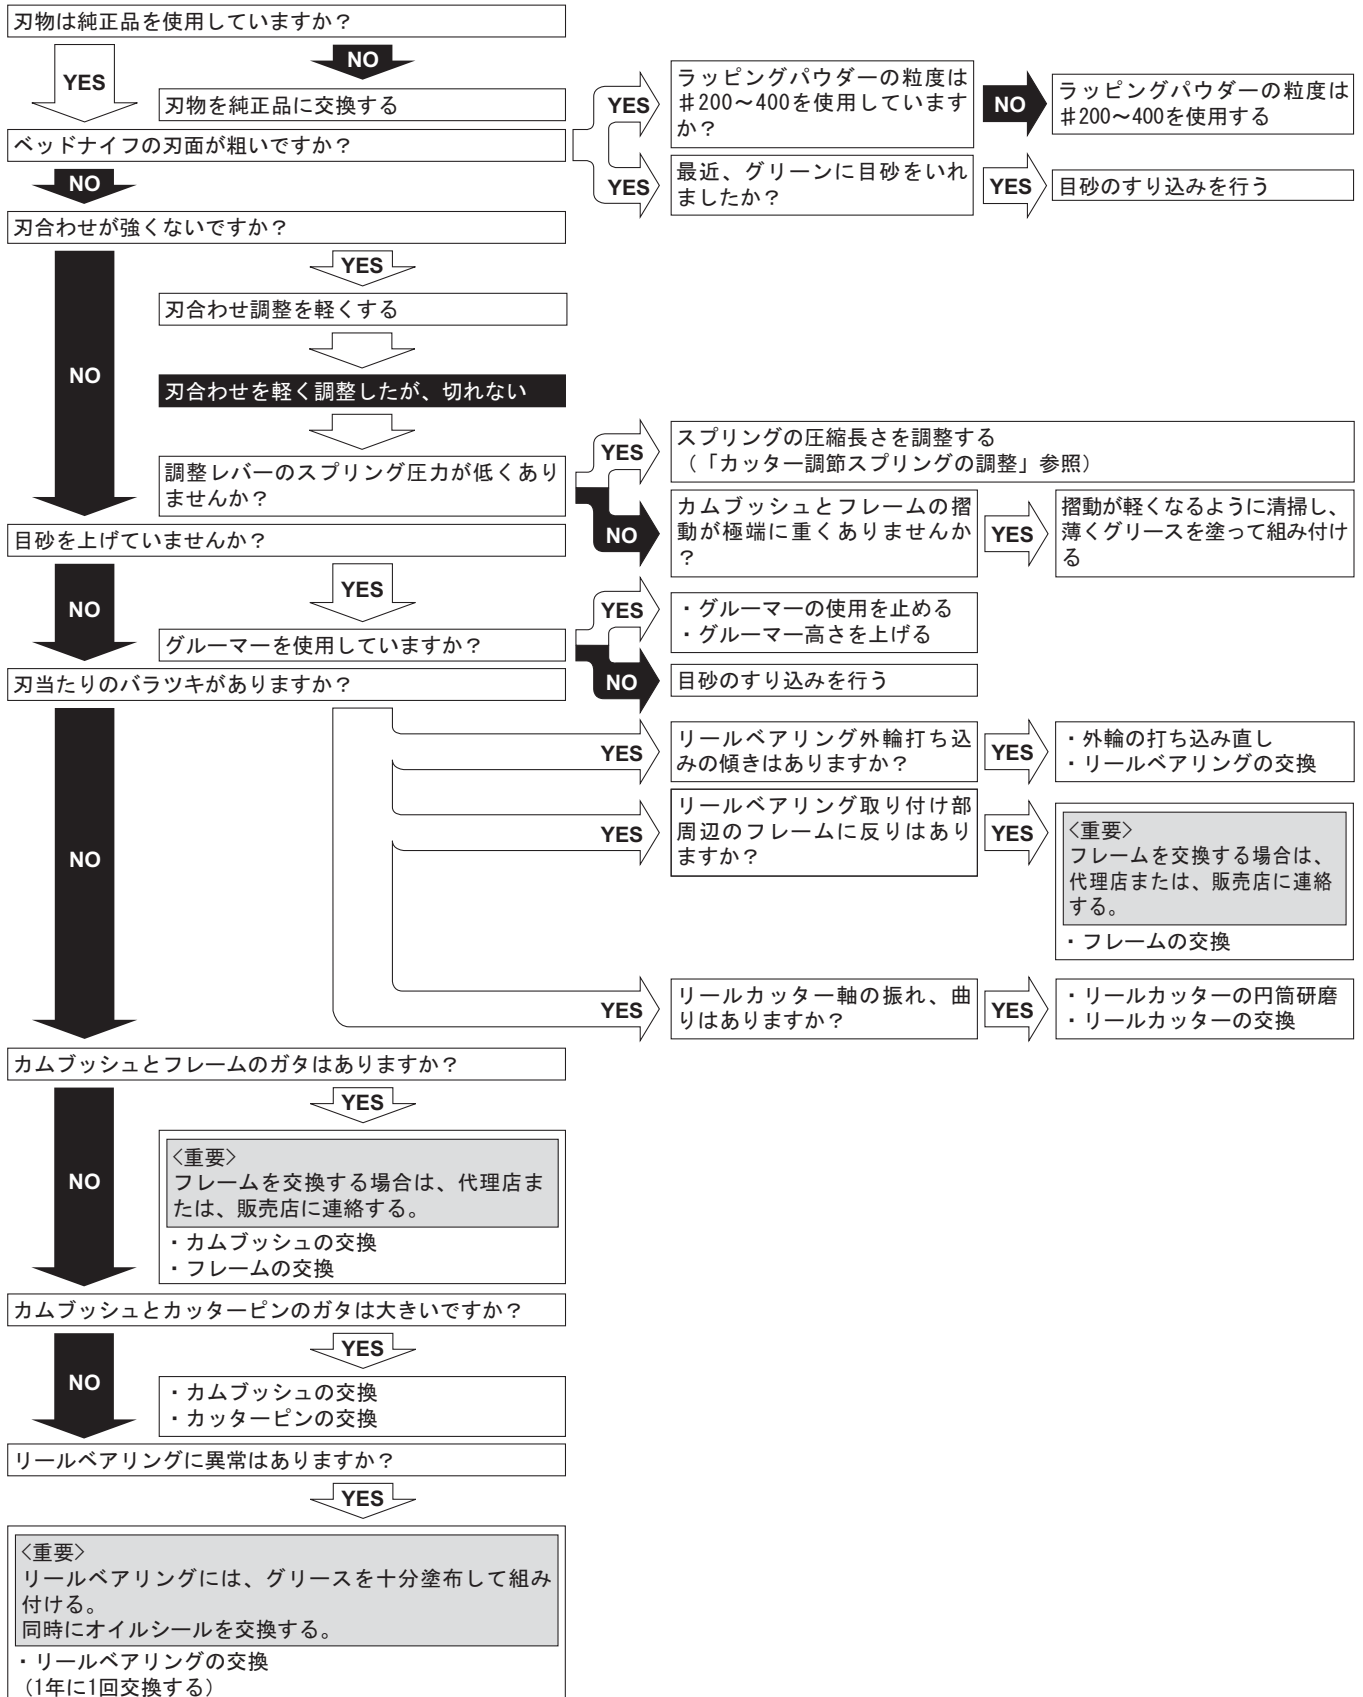 刃物は純正品を使用していますか？
YES
NO
刃物を純正品に交換する
ベッドナイフの刃面が粗いですか？
YES
ラッピングパウダーの粒度は
♯200〜400を使用しています
か？
NO
ラッピングパウダーの粒度は
♯200〜400を使用する
YES
最近、グリーンに目砂をいれ
ましたか？
YES
目砂のすり込みを行う
NO
刃合わせが強くないですか？
YES
刃合わせ調整を軽くする
NO
刃合わせを軽く調整したが、切れない
調整レバーのスプリング圧力が低くあり
ませんか？
YES
スプリングの圧縮長さを調整する
（「カッター調節スプリングの調整」参照）
NO
カムブッシュとフレームの摺
動が極端に重くありませんか
？
YES
摺動が軽くなるように清掃し、
薄くグリースを塗って組み付け
る
目砂を上げていませんか？
NO
YES
グルーマーを使用していますか？
YES
・グルーマーの使用を止める
・グルーマー高さを上げる
NO
目砂のすり込みを行う
刃当たりのバラツキがありますか？
YES
リールベアリング外輪打ち込
みの傾きはありますか？
YES
・外輪の打ち込み直し
・リールベアリングの交換
YES
リールベアリング取り付け部
周辺のフレームに反りはあり
ますか？
YES
〈重要〉
フレームを交換する場合は、
代理店または、販売店に連絡
する。
・フレームの交換
NO
YES
リールカッター軸の振れ、曲
りはありますか？
YES
・リールカッターの円筒研磨
・リールカッターの交換
カムブッシュとフレームのガタはありますか？
YES
NO
〈重要〉
フレームを交換する場合は、代理店ま
たは、販売店に連絡する。
・カムブッシュの交換
・フレームの交換
カムブッシュとカッターピンのガタは大きいですか？
YES
NO
・カムブッシュの交換
・カッターピンの交換
リールベアリングに異常はありますか？
YES
〈重要〉
リールベアリングには、グリースを十分塗布して組み
付ける。
同時にオイルシールを交換する。
・リールベアリングの交換
（1年に1回交換する）